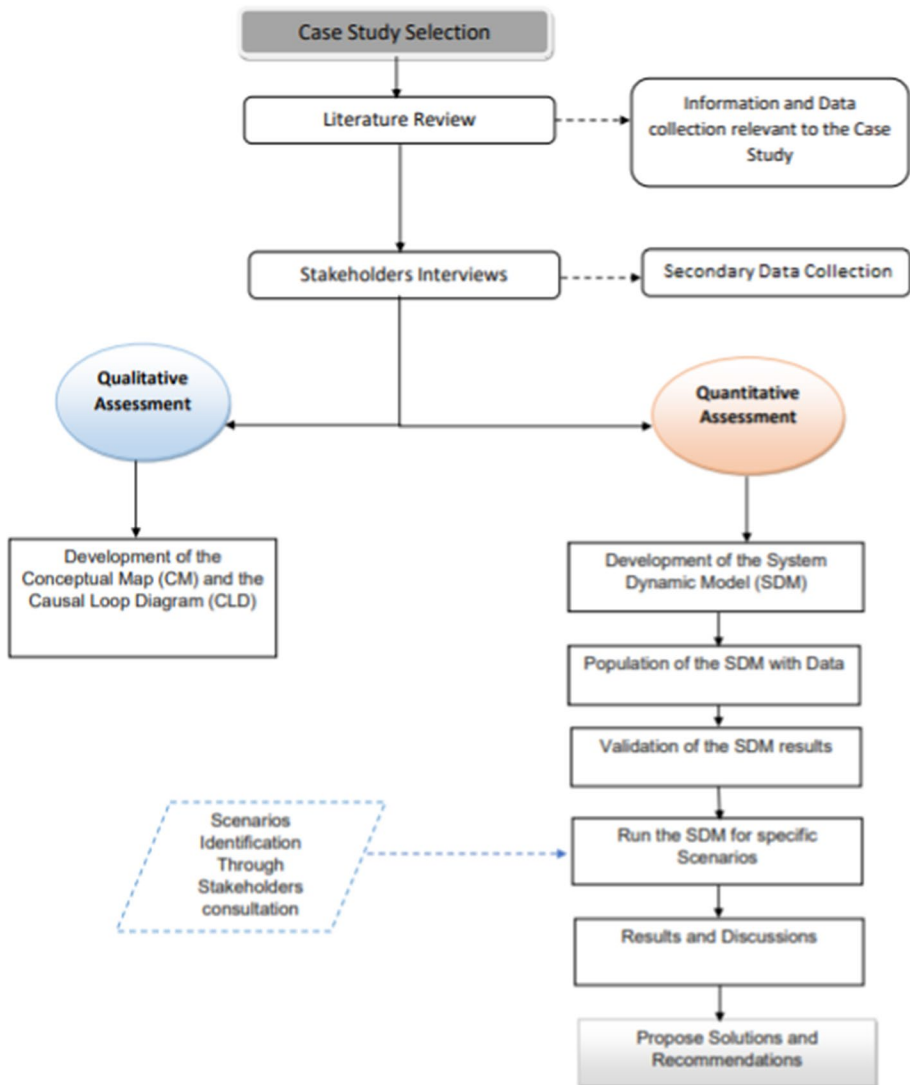 Case Study Selection
Literature Review
Information and Data
collection relevant to the Case
Study
Stakeholders Interviews
Secondary Data Collection
Qualitative
Assessment
Quantitative
Assessment
Development of the
Conceptual Map (CM) and the
Causal Loop Diagram (CLD)
Development of the System
Dynamic Model (SDM)
Population of the SDM with Data
Validation of the SDM results
Scenarios
Identification
Through
Stakeholders
consultation
Run the SDM for specific
Scenarios
Results and Discussions
Propose Solutions and
Recommendations